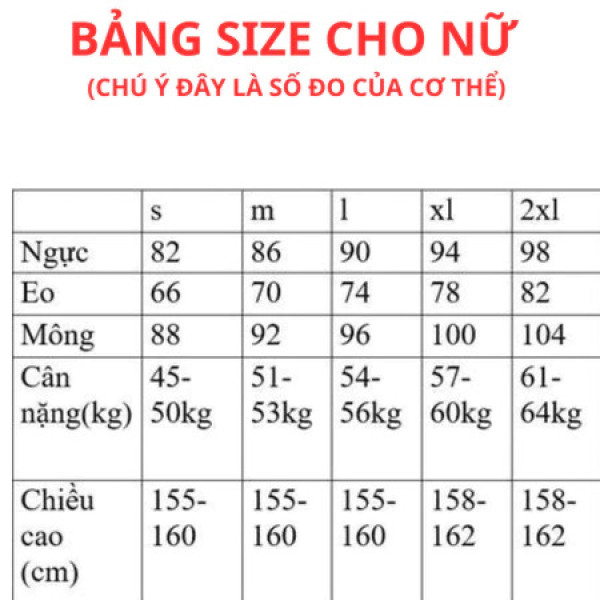 BẢNG SIZE CHO NỮ
(CHÚ Ý ĐÂY LÀ SỐ ĐO CỦA CƠ THỂ)
s m l xl 2xl
Ngực 82 86 90 94 98
Eo 66 70 74 78 82
Mông 88 92 96 100 104
Cân 45- 51- 54- 57- 61-
nặng(kg) 50kg 53kg 56kg 60kg 64kg
Chiều 155- 155- 155- 158- 158-
cao 160 160 160 162 162
(cm)